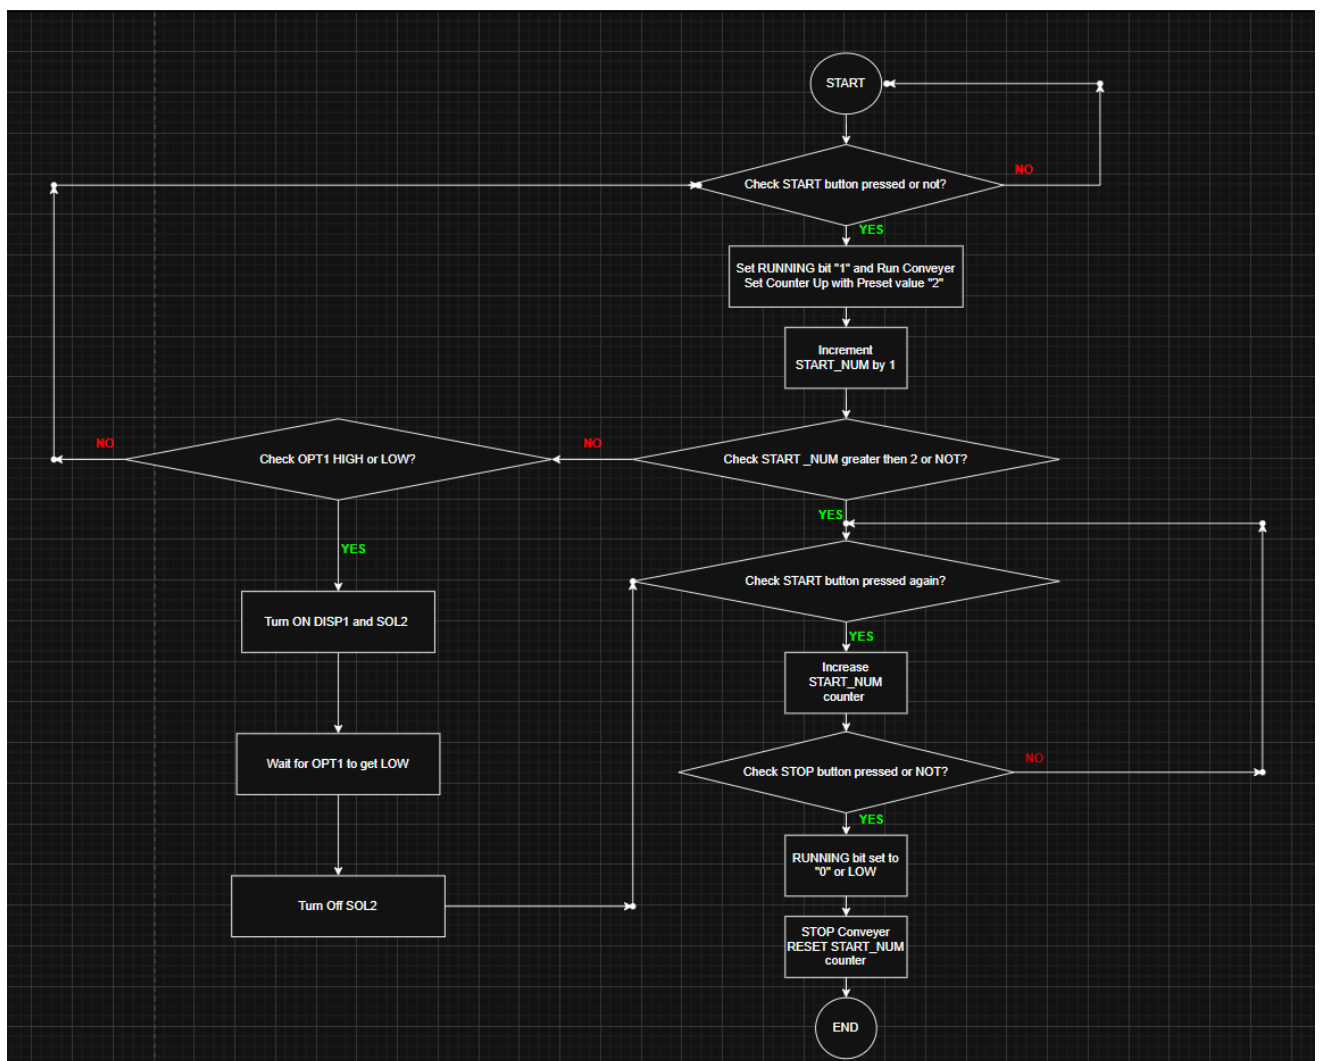 START
Check START button pressed or not?
NO
YES
Set RUNNING bit "1" and Run Conveyer
Set Counter Up with Preset value "2"
Increment
START_NUM by 1
Check START _NUM greater then 2 or NOT?
NO
Check OPT1 HIGH or LOW?
NO
YES
Turn ON DISP1 and SOL2
Wait for OPT1 to get LOW
Turn Off SOL2
YES
Check START button pressed again?
YES
Increase
START_NUM
counter
Check STOP button pressed or NOT?
NO
YES
RUNNING bit set to
"0" or LOW
STOP Conveyer
RESET START_NUM
counter
END